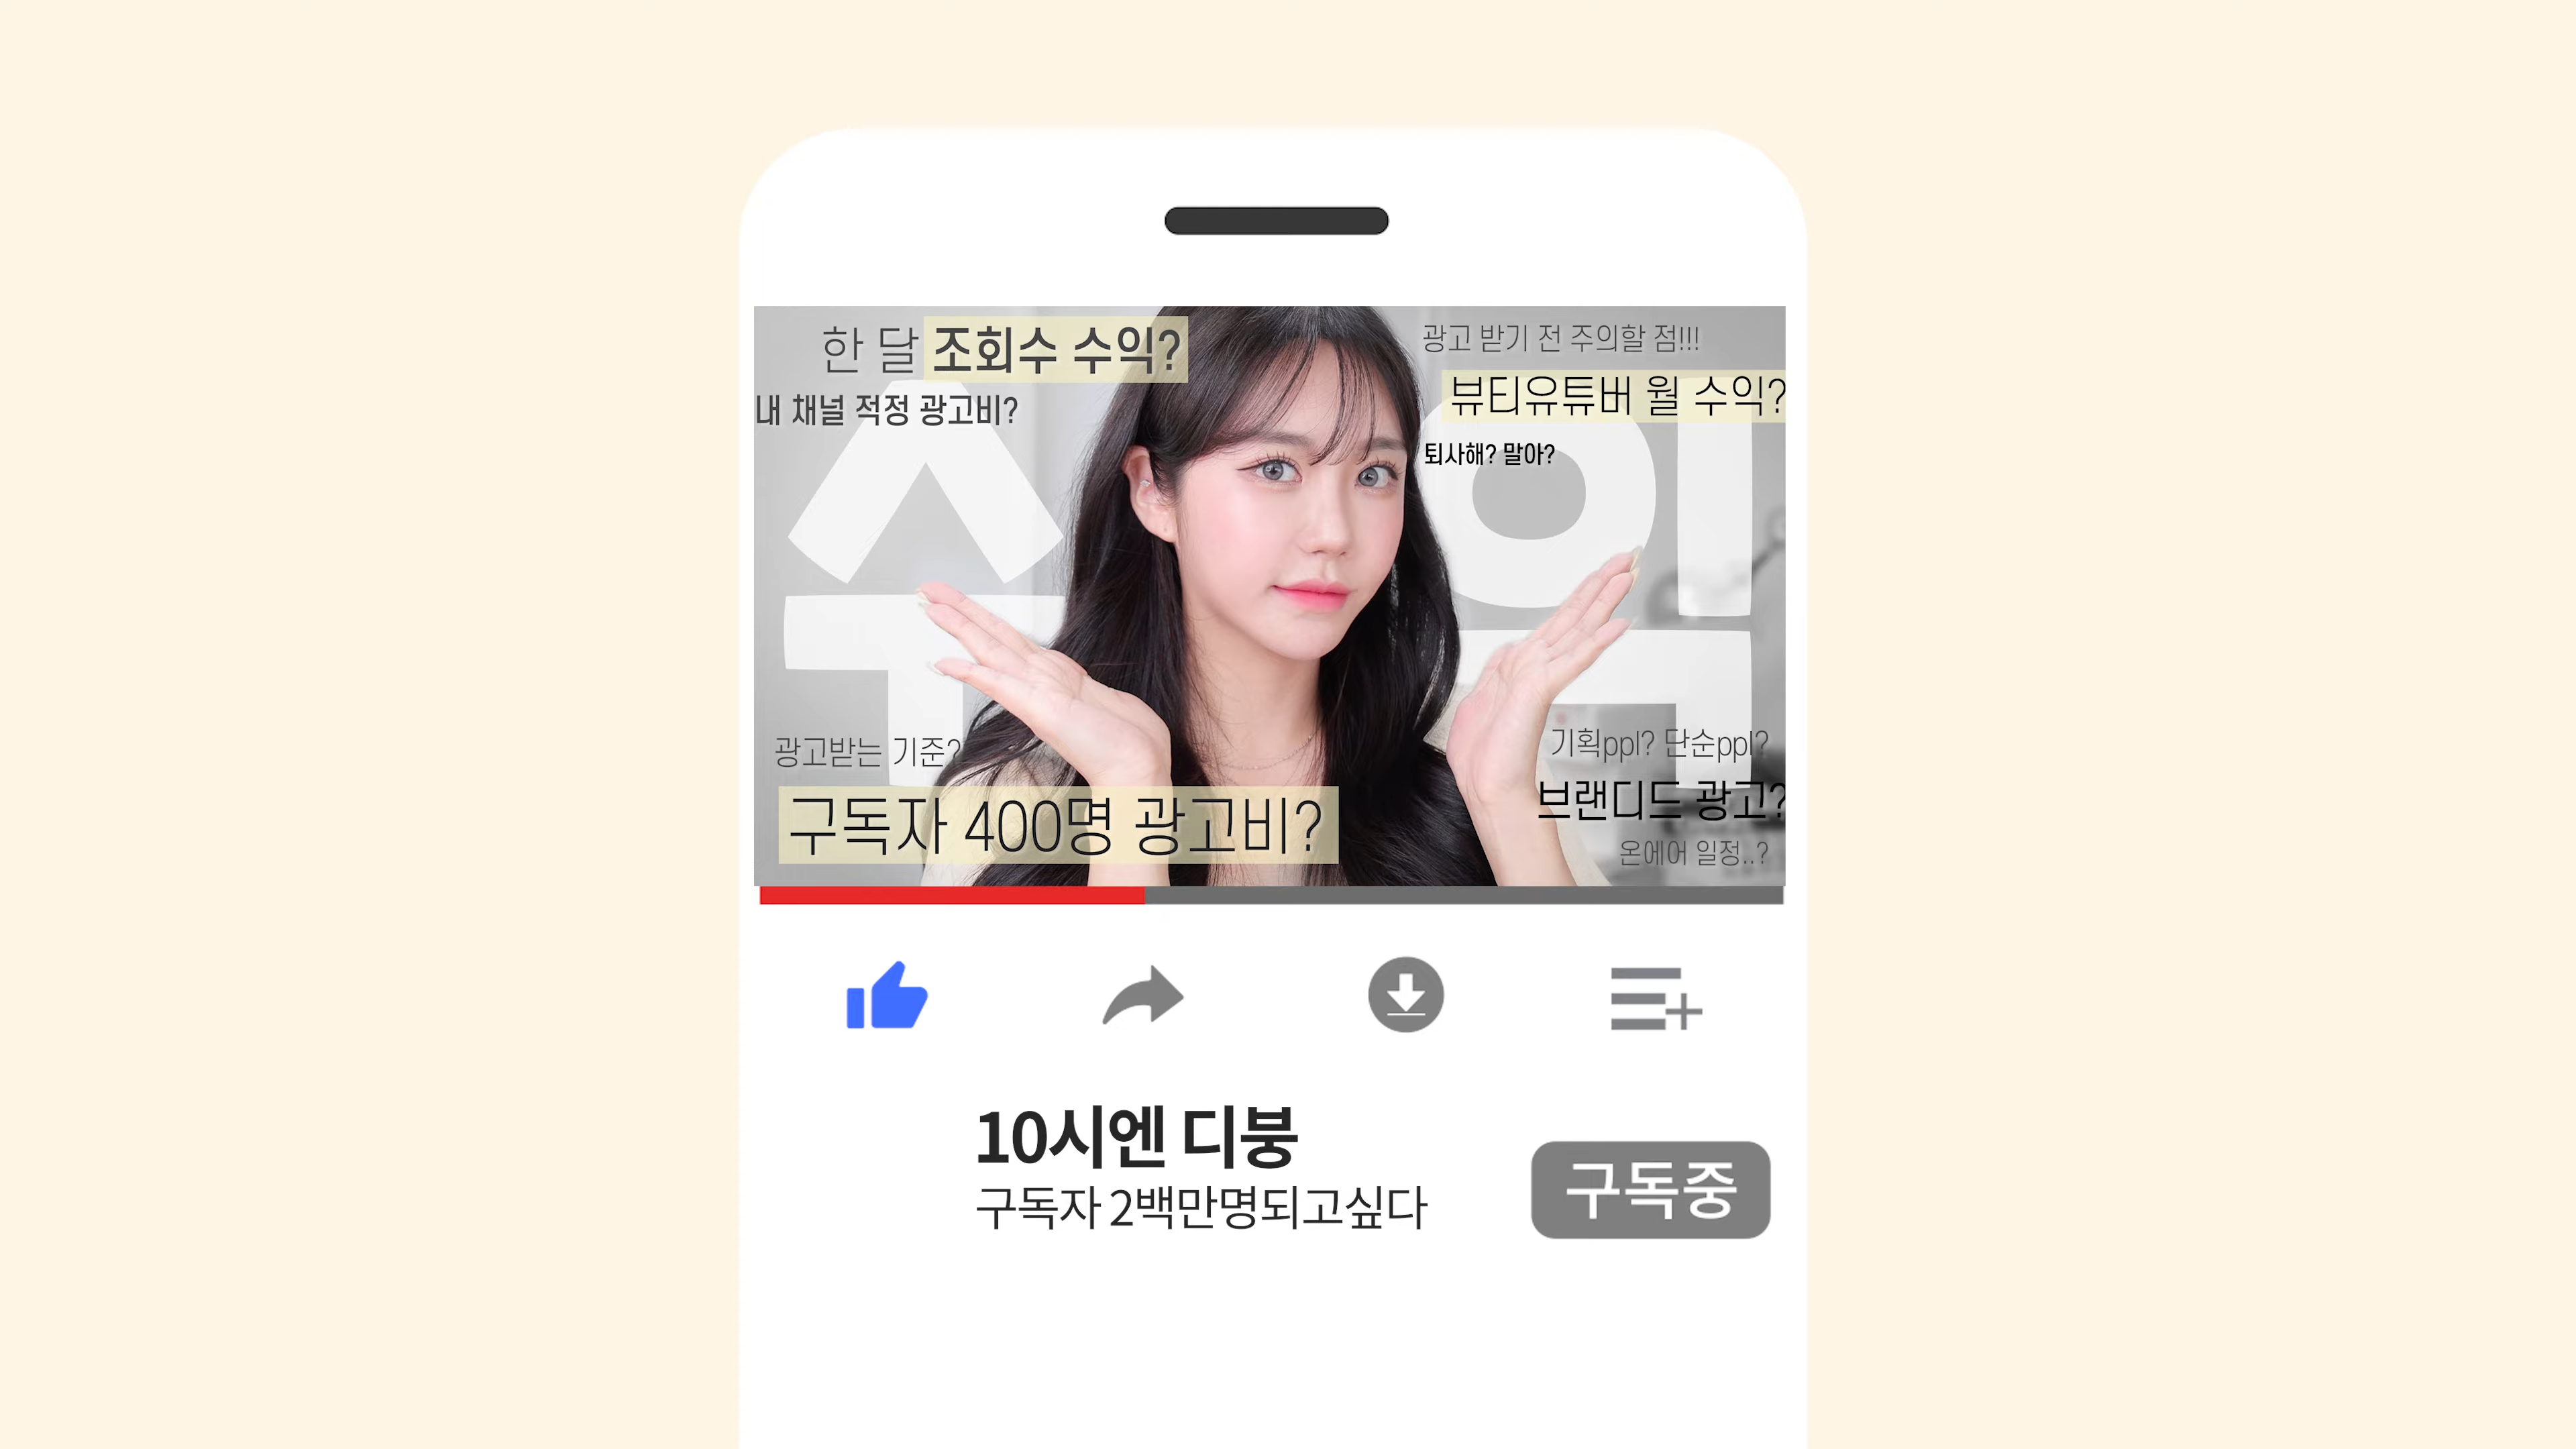 한 달 조회수 수익?
내 채널 적정 광고비?
광고 받기 전 주의할 점!!!
뷰티유튜버 월 수익?
퇴사해? 말아?
수익
광고받는 기준?
구독자 400명 광고비?
기획ppl? 단순ppl?
브랜디드 광고?
온에어 일정..?
10시엔 디붕
구독자 2백만명되고싶다
구독중